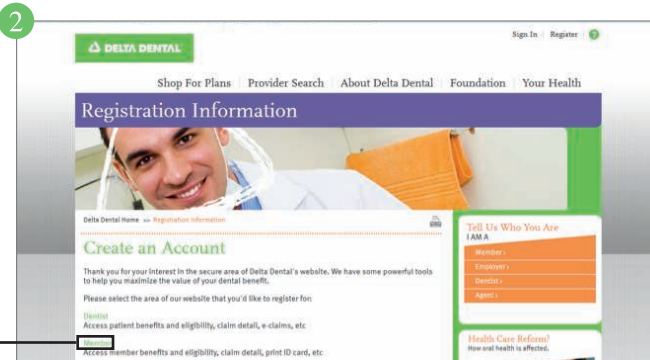 2
Sign In Register ?
DELTA DENTAL
Shop For Plans Provider Search About Delta Dental Foundation Your Health
Registration Information
Delta Dental Home >> Registration Information
Create an Account
Thank you for your interest in the secure area of Delta Dental's website. We have some powerful tools
to help you maximize the value of your dental benefit.
Please select the area of our website that you'd like to register for:
Dentist
Access patient benefits and eligibility, claim detail, e-claims, etc
Member
Access member benefits and eligibility, claim detail, print ID card, etc
Tell Us Who You Are
I AM A
Member ›
Employer ›
Dentist ›
Agent ›
Health Care Reform?
How oral health is affected.